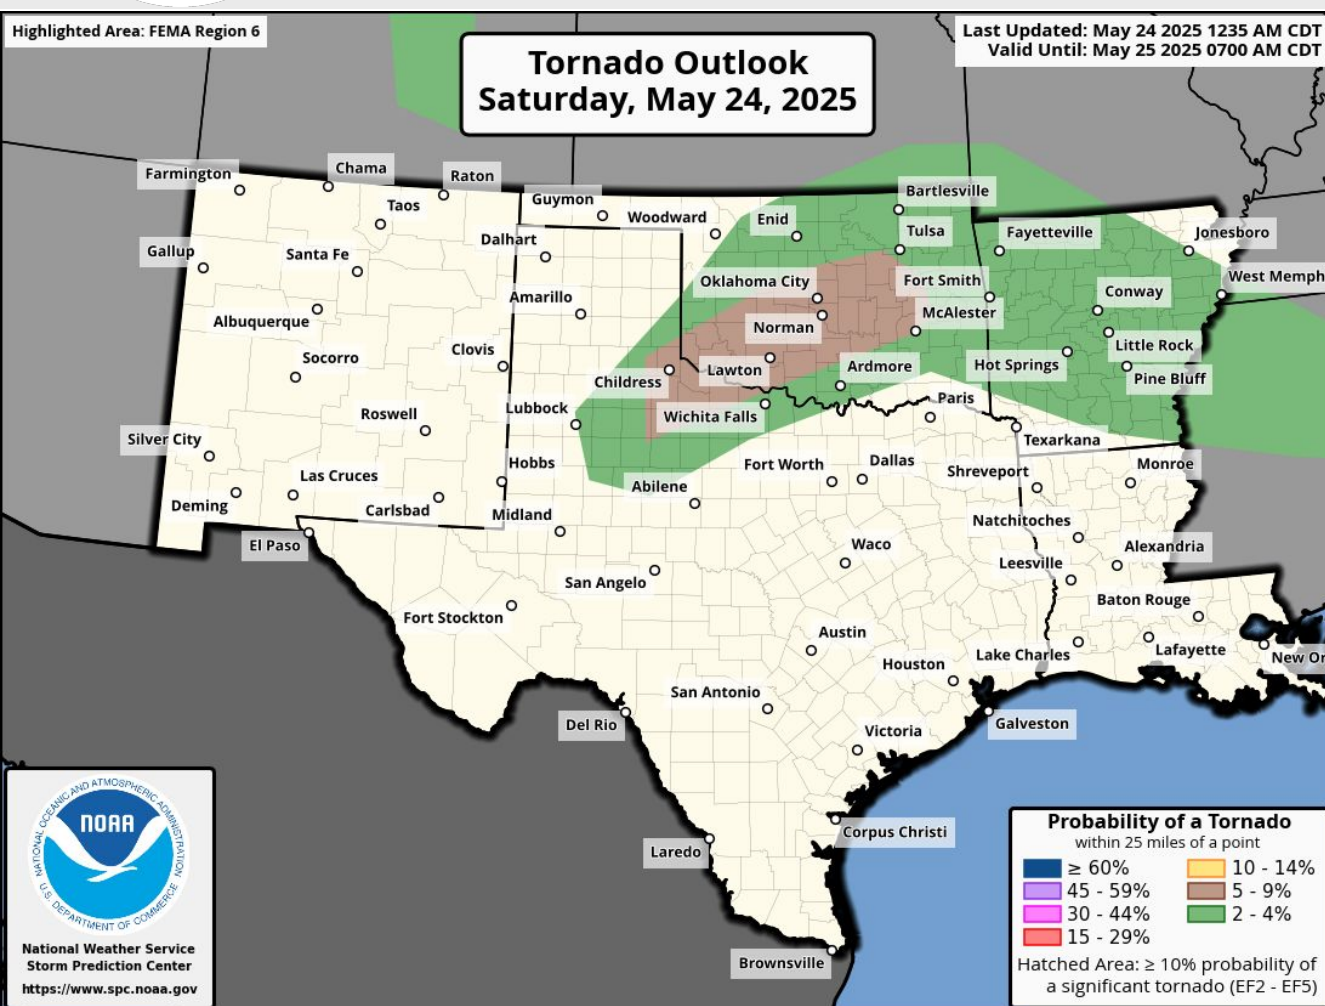 Highlighted Area: FEMA Region 6
Last Updated: May 24 2025 1235 AM CDT
Valid Until: May 25 2025 0700 AM CDT
Tornado Outlook
Saturday, May 24, 2025
Farmington
Chama
Raton
Taos
Guymon
Woodward
Enid
Bartlesville
Tulsa
Fayetteville
Jonesboro
Gallup
Santa Fe
Dalhart
Oklahoma City
Fort Smith
West Memph
Albuquerque
Amarillo
Norman
McAlester
Conway
Socorro
Clovis
Childress
Lawton
Ardmore
Hot Springs
Little Rock
Pine Bluff
Roswell
Lubbock
Wichita Falls
Paris
Texarkana
Silver City
Las Cruces
Hobbs
Abilene
Fort Worth
Dallas
Shreveport
Monroe
Deming
Carlsbad
Midland
Natchitoches
El Paso
San Angelo
Waco
Leesville
Alexandria
Fort Stockton
Baton Rouge
Austin
Houston
Lake Charles
Lafayette
New Or
San Antonio
Del Rio
Victoria
Galveston
Corpus Christi
Laredo
Brownsville
NATIONAL OCEANIC AND ATMOSPHERIC ADMINISTRATION
NOAA
U.S. DEPARTMENT OF COMMERCE
National Weather Service
Storm Prediction Center
https://www.spc.noaa.gov
Probability of a Tornado
within 25 miles of a point
≥ 60%
10 - 14%
45 - 59%
5 - 9%
30 - 44%
2 - 4%
15 - 29%
Hatched Area: ≥ 10% probability of
a significant tornado (EF2 - EF5)